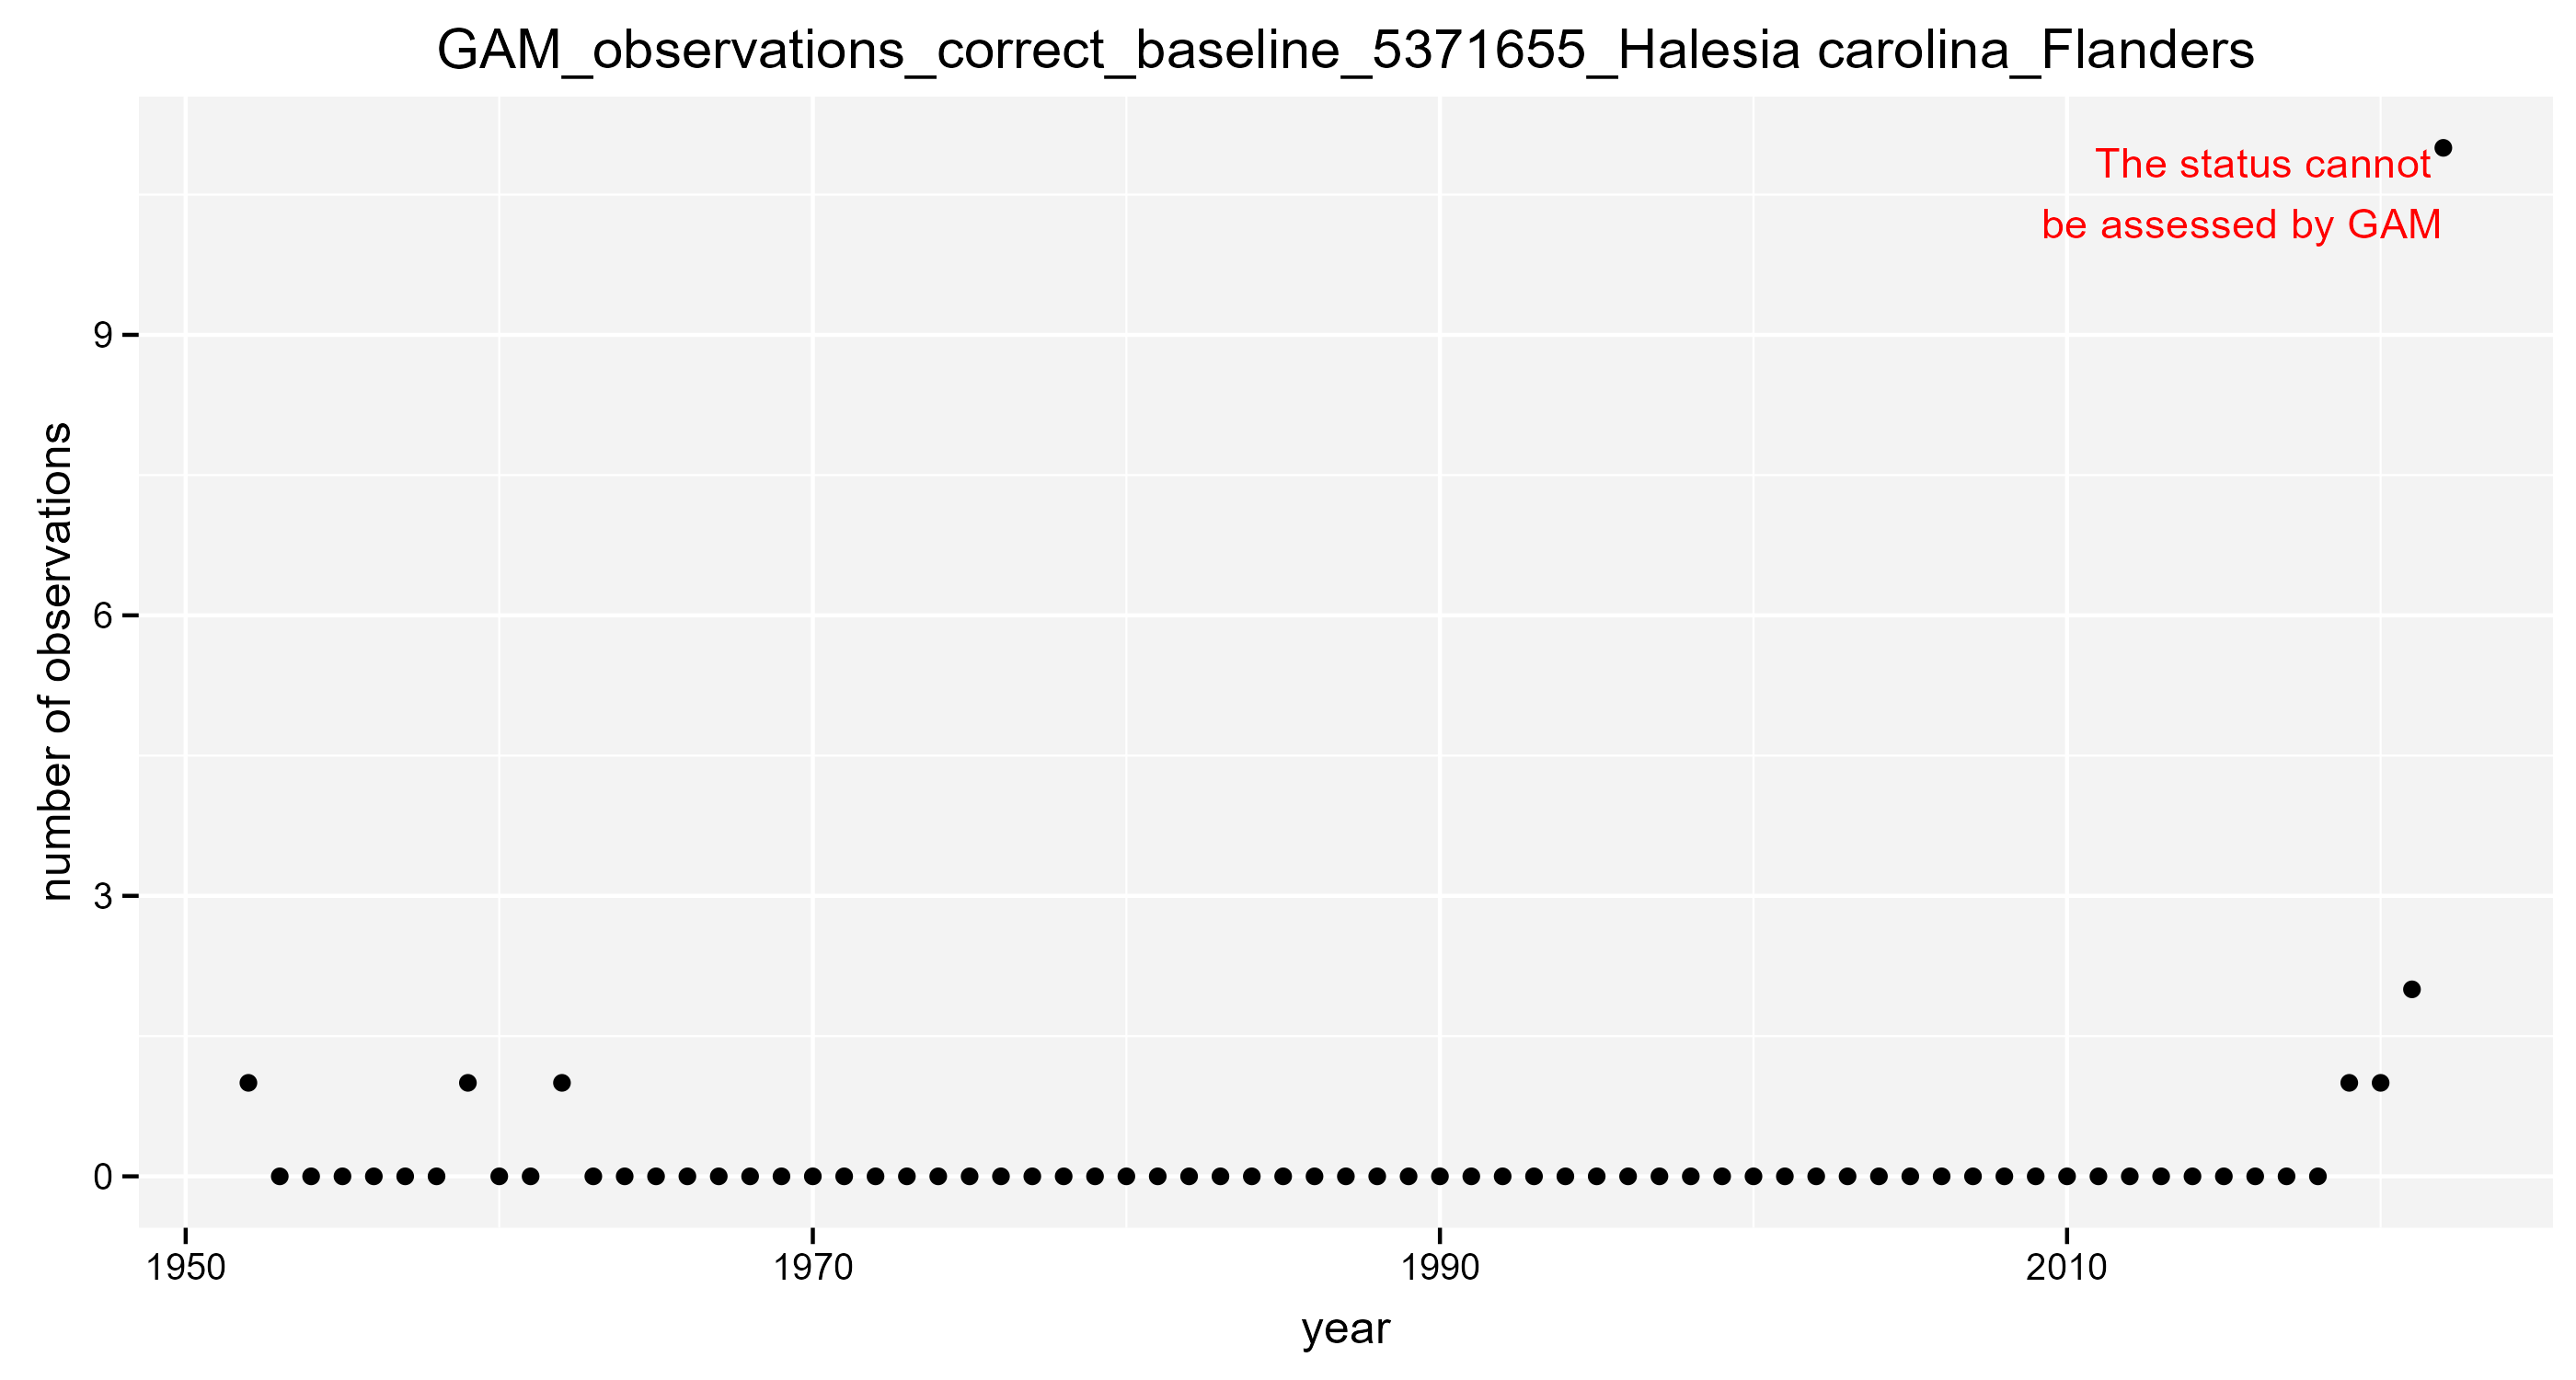 GAM_observations_correct_baseline_5371655_Halesia carolina_Flanders
The status cannot
be assessed by GAM
number of observations
9
6
3
0
1950
1970
1990
2010
year